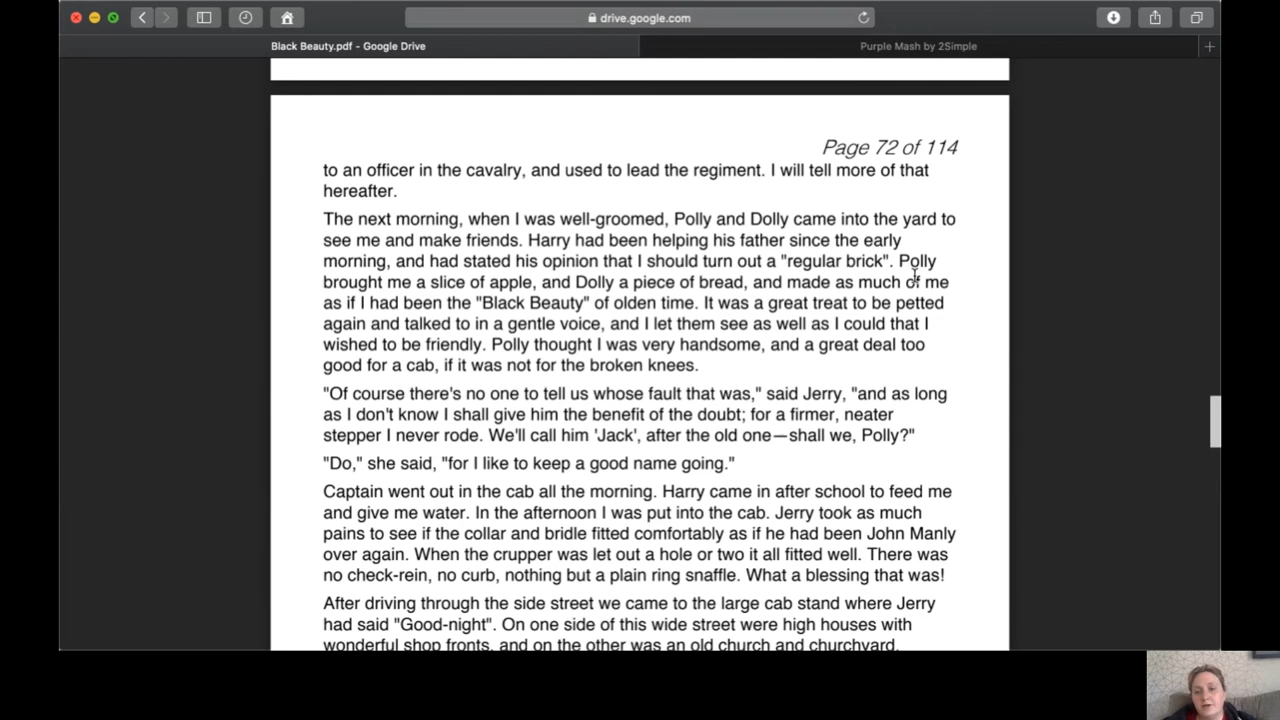 drive.google.com
Black Beauty.pdf - Google Drive
Purple Mash by 2Simple
Page 72 of 114
to an officer in the cavalry, and used to lead the regiment. I will tell more of that
hereafter.
The next morning, when I was well-groomed, Polly and Dolly came into the yard to
see me and make friends. Harry had been helping his father since the early
morning, and had stated his opinion that I should turn out a "regular brick". Polly
brought me a slice of apple, and Dolly a piece of bread, and made as much of me
as if I had been the "Black Beauty" of olden time. It was a great treat to be petted
again and talked to in a gentle voice, and I let them see as well as I could that I
wished to be friendly. Polly thought I was very handsome, and a great deal too
good for a cab, if it was not for the broken knees.
"Of course there's no one to tell us whose fault that was," said Jerry, "and as long
as I don't know I shall give him the benefit of the doubt; for a firmer, neater
stepper I never rode. We'll call him 'Jack', after the old one—shall we, Polly?"
"Do," she said, "for I like to keep a good name going."
Captain went out in the cab all the morning. Harry came in after school to feed me
and give me water. In the afternoon I was put into the cab. Jerry took as much
pains to see if the collar and bridle fitted comfortably as if he had been John Manly
over again. When the crupper was let out a hole or two it all fitted well. There was
no check-rein, no curb, nothing but a plain ring snaffle. What a blessing that was!
After driving through the side street we came to the large cab stand where Jerry
had said "Good-night". On one side of this wide street were high houses with
wonderful shop fronts, and on the other was an old church and churchyard,